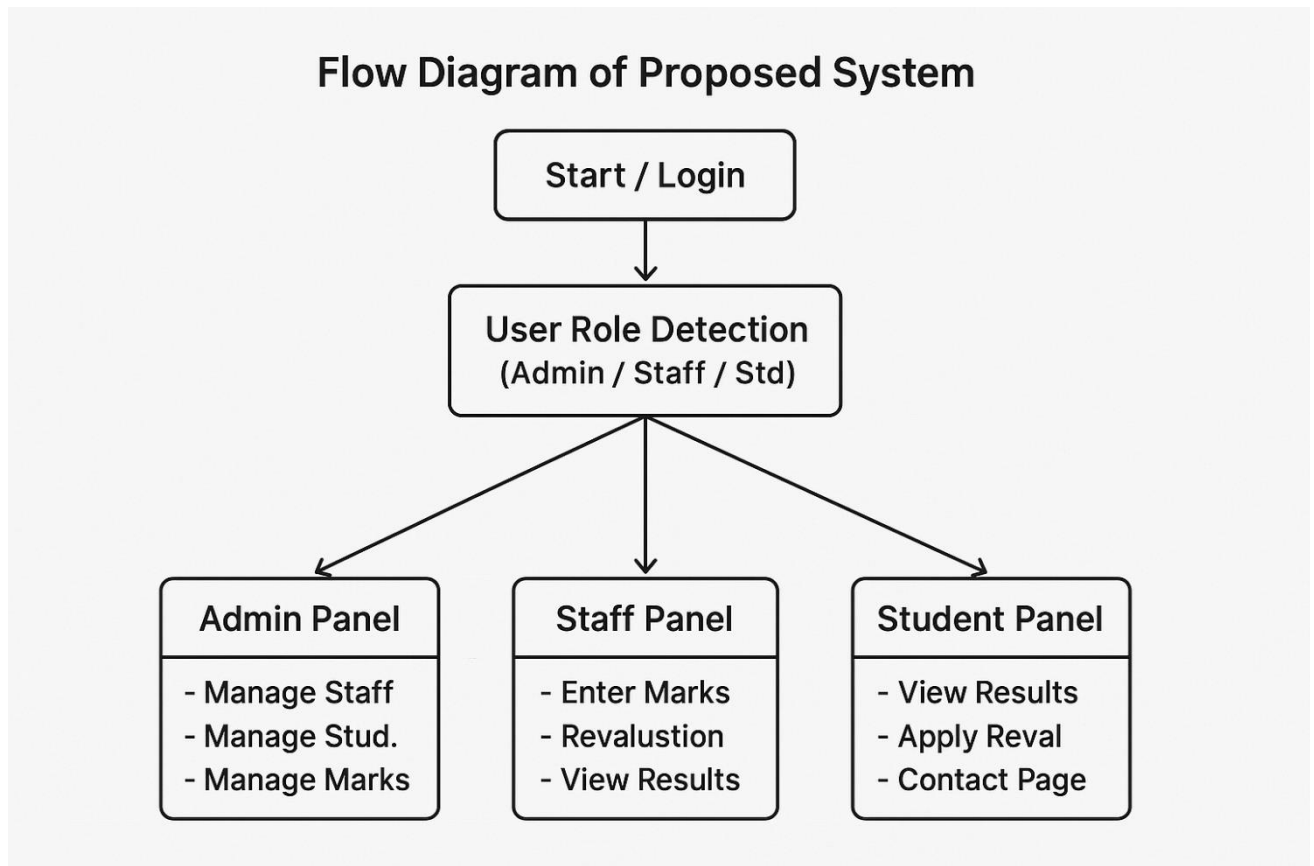 Flow Diagram of Proposed System
Start / Login
User Role Detection
(Admin / Staff / Std)
Admin Panel
- Manage Staff
- Manage Stud.
- Manage Marks
Staff Panel
- Enter Marks
- Revalustion
- View Results
Student Panel
- View Results
- Apply Reval
- Contact Page